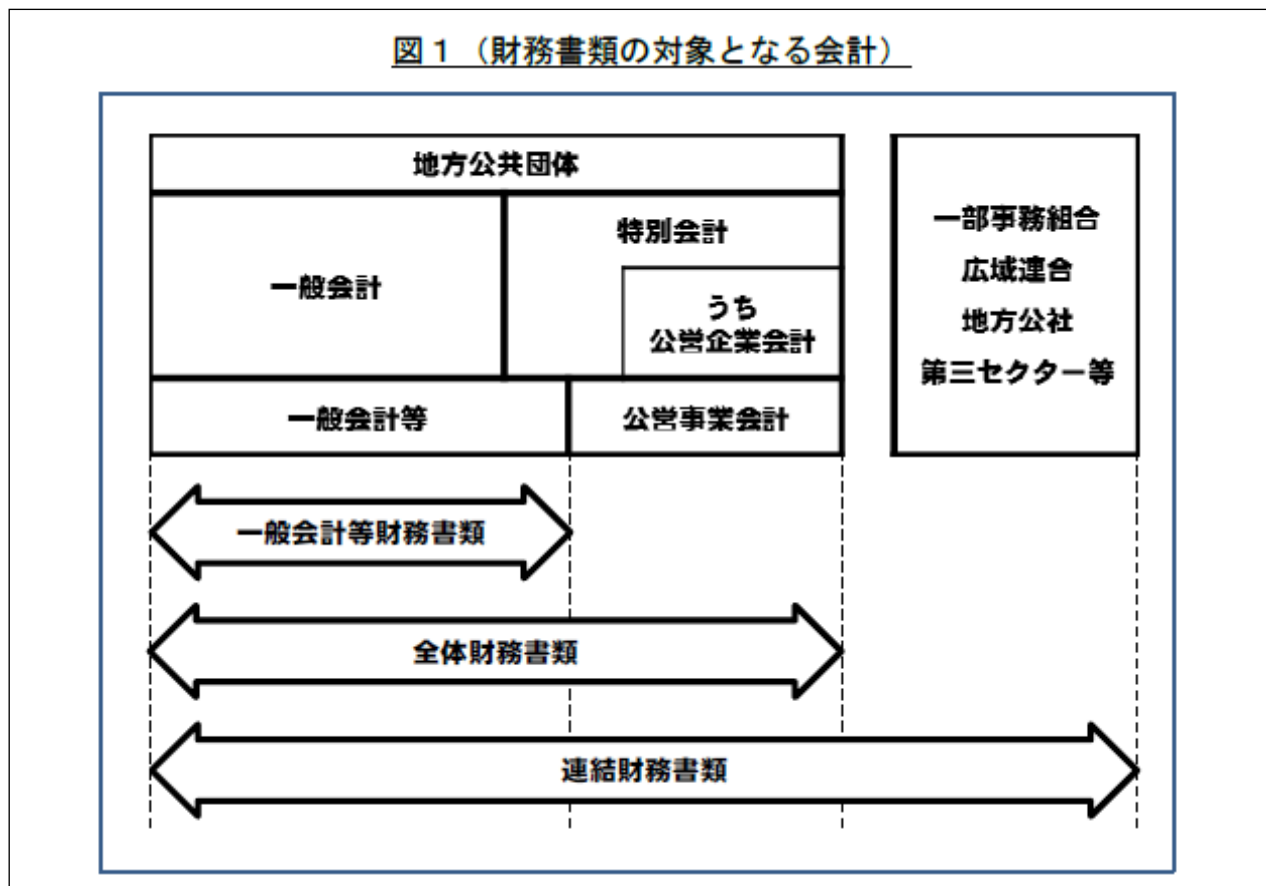 図1（財務書類の対象となる会計）
地方公共団体
一般会計
特別会計
うち
公営企業会計
一般会計等
公営事業会計
一部事務組合
広域連合
地方公社
第三セクター等
一般会計等財務書類
全体財務書類
連結財務書類